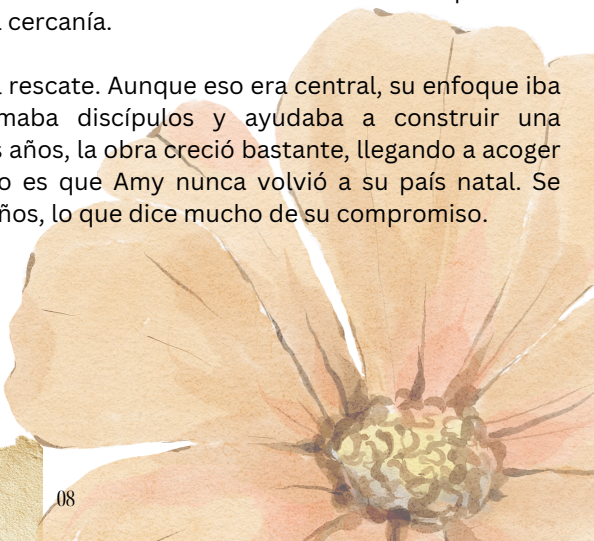 cercanía.
rescate. Aunque eso era central, su enfoque iba
maba discípulos y ayudaba a construir una
años, la obra creció bastante, llegando a acoger
o es que Amy nunca volvió a su país natal. Se
ños, lo que dice mucho de su compromiso.
08